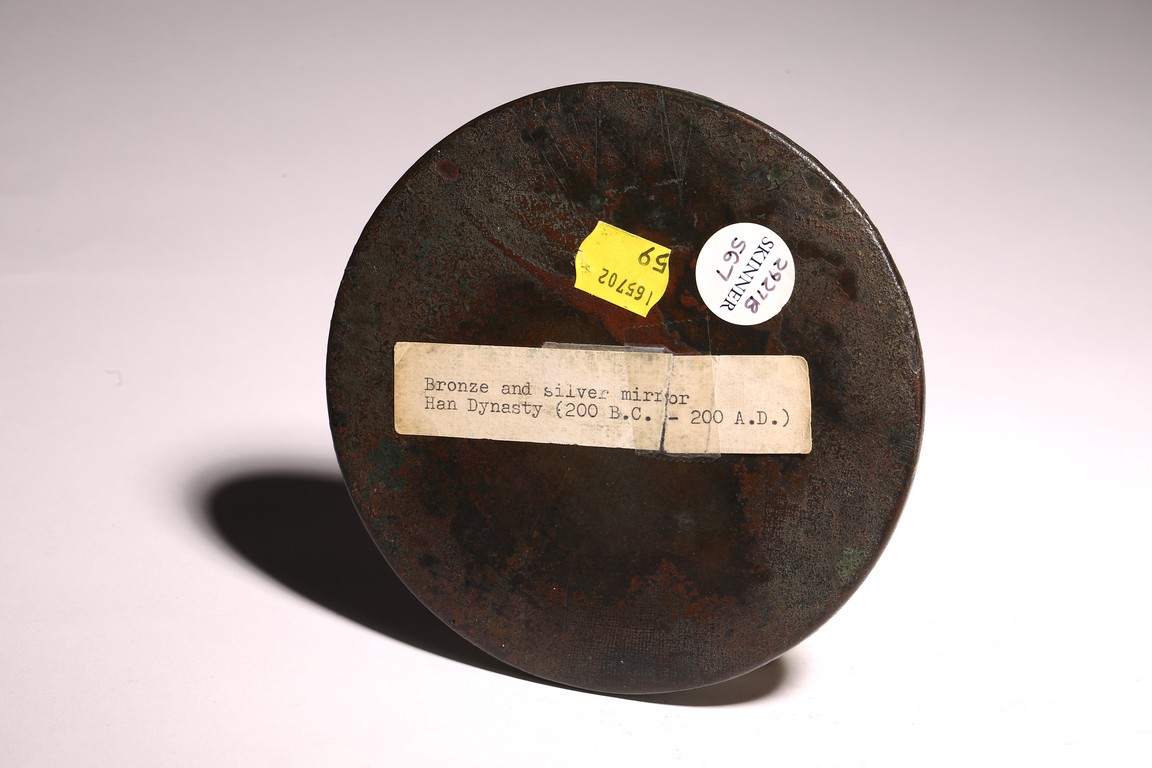 59
165702
2927B
SKINNER
567
Bronze and silver mirror
Han Dynasty (200 B.C. - 200 A.D.)